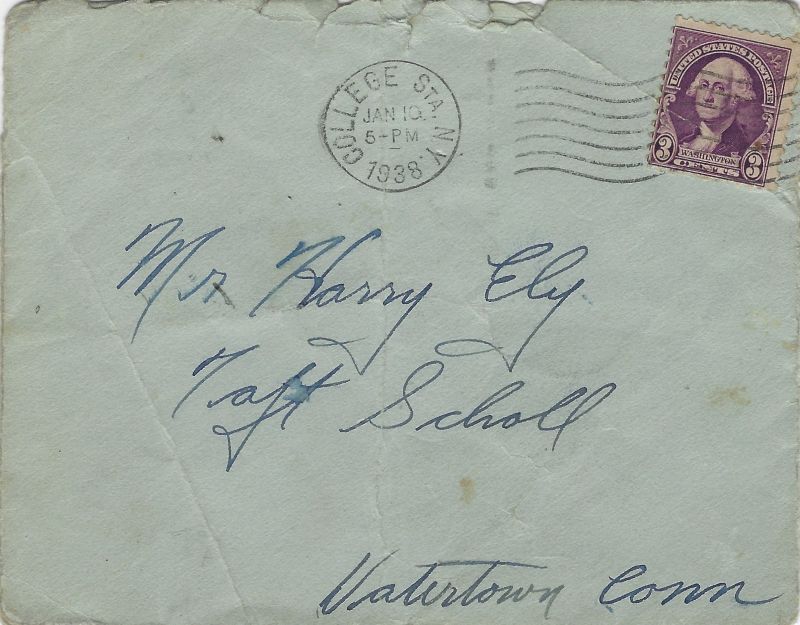 COLLEGE STA. N.Y.
JAN 10
5-PM
1938
UNITED STATES POSTAGE
3 WASHINGTON 3
CENTS
Mr Harry Ely
Taft Scholl
Watertown Conn